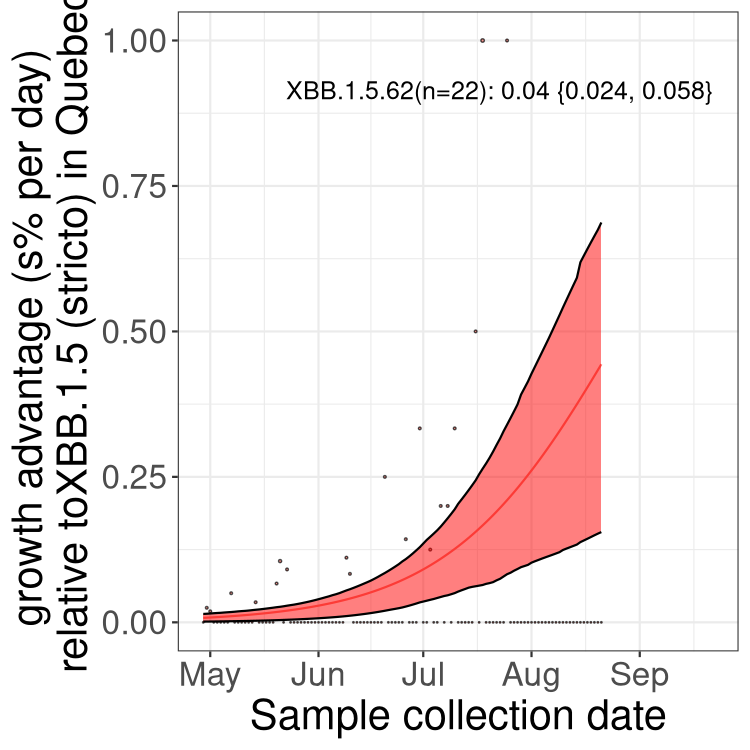 growth advantage (s% per day)
relative toXBB.1.5 (stricto) in Quebec
1.00
0.75
0.50
0.25
0.00
XBB.1.5.62(n=22): 0.04 {0.024, 0.058}
May Jun Jul Aug Sep
Sample collection date